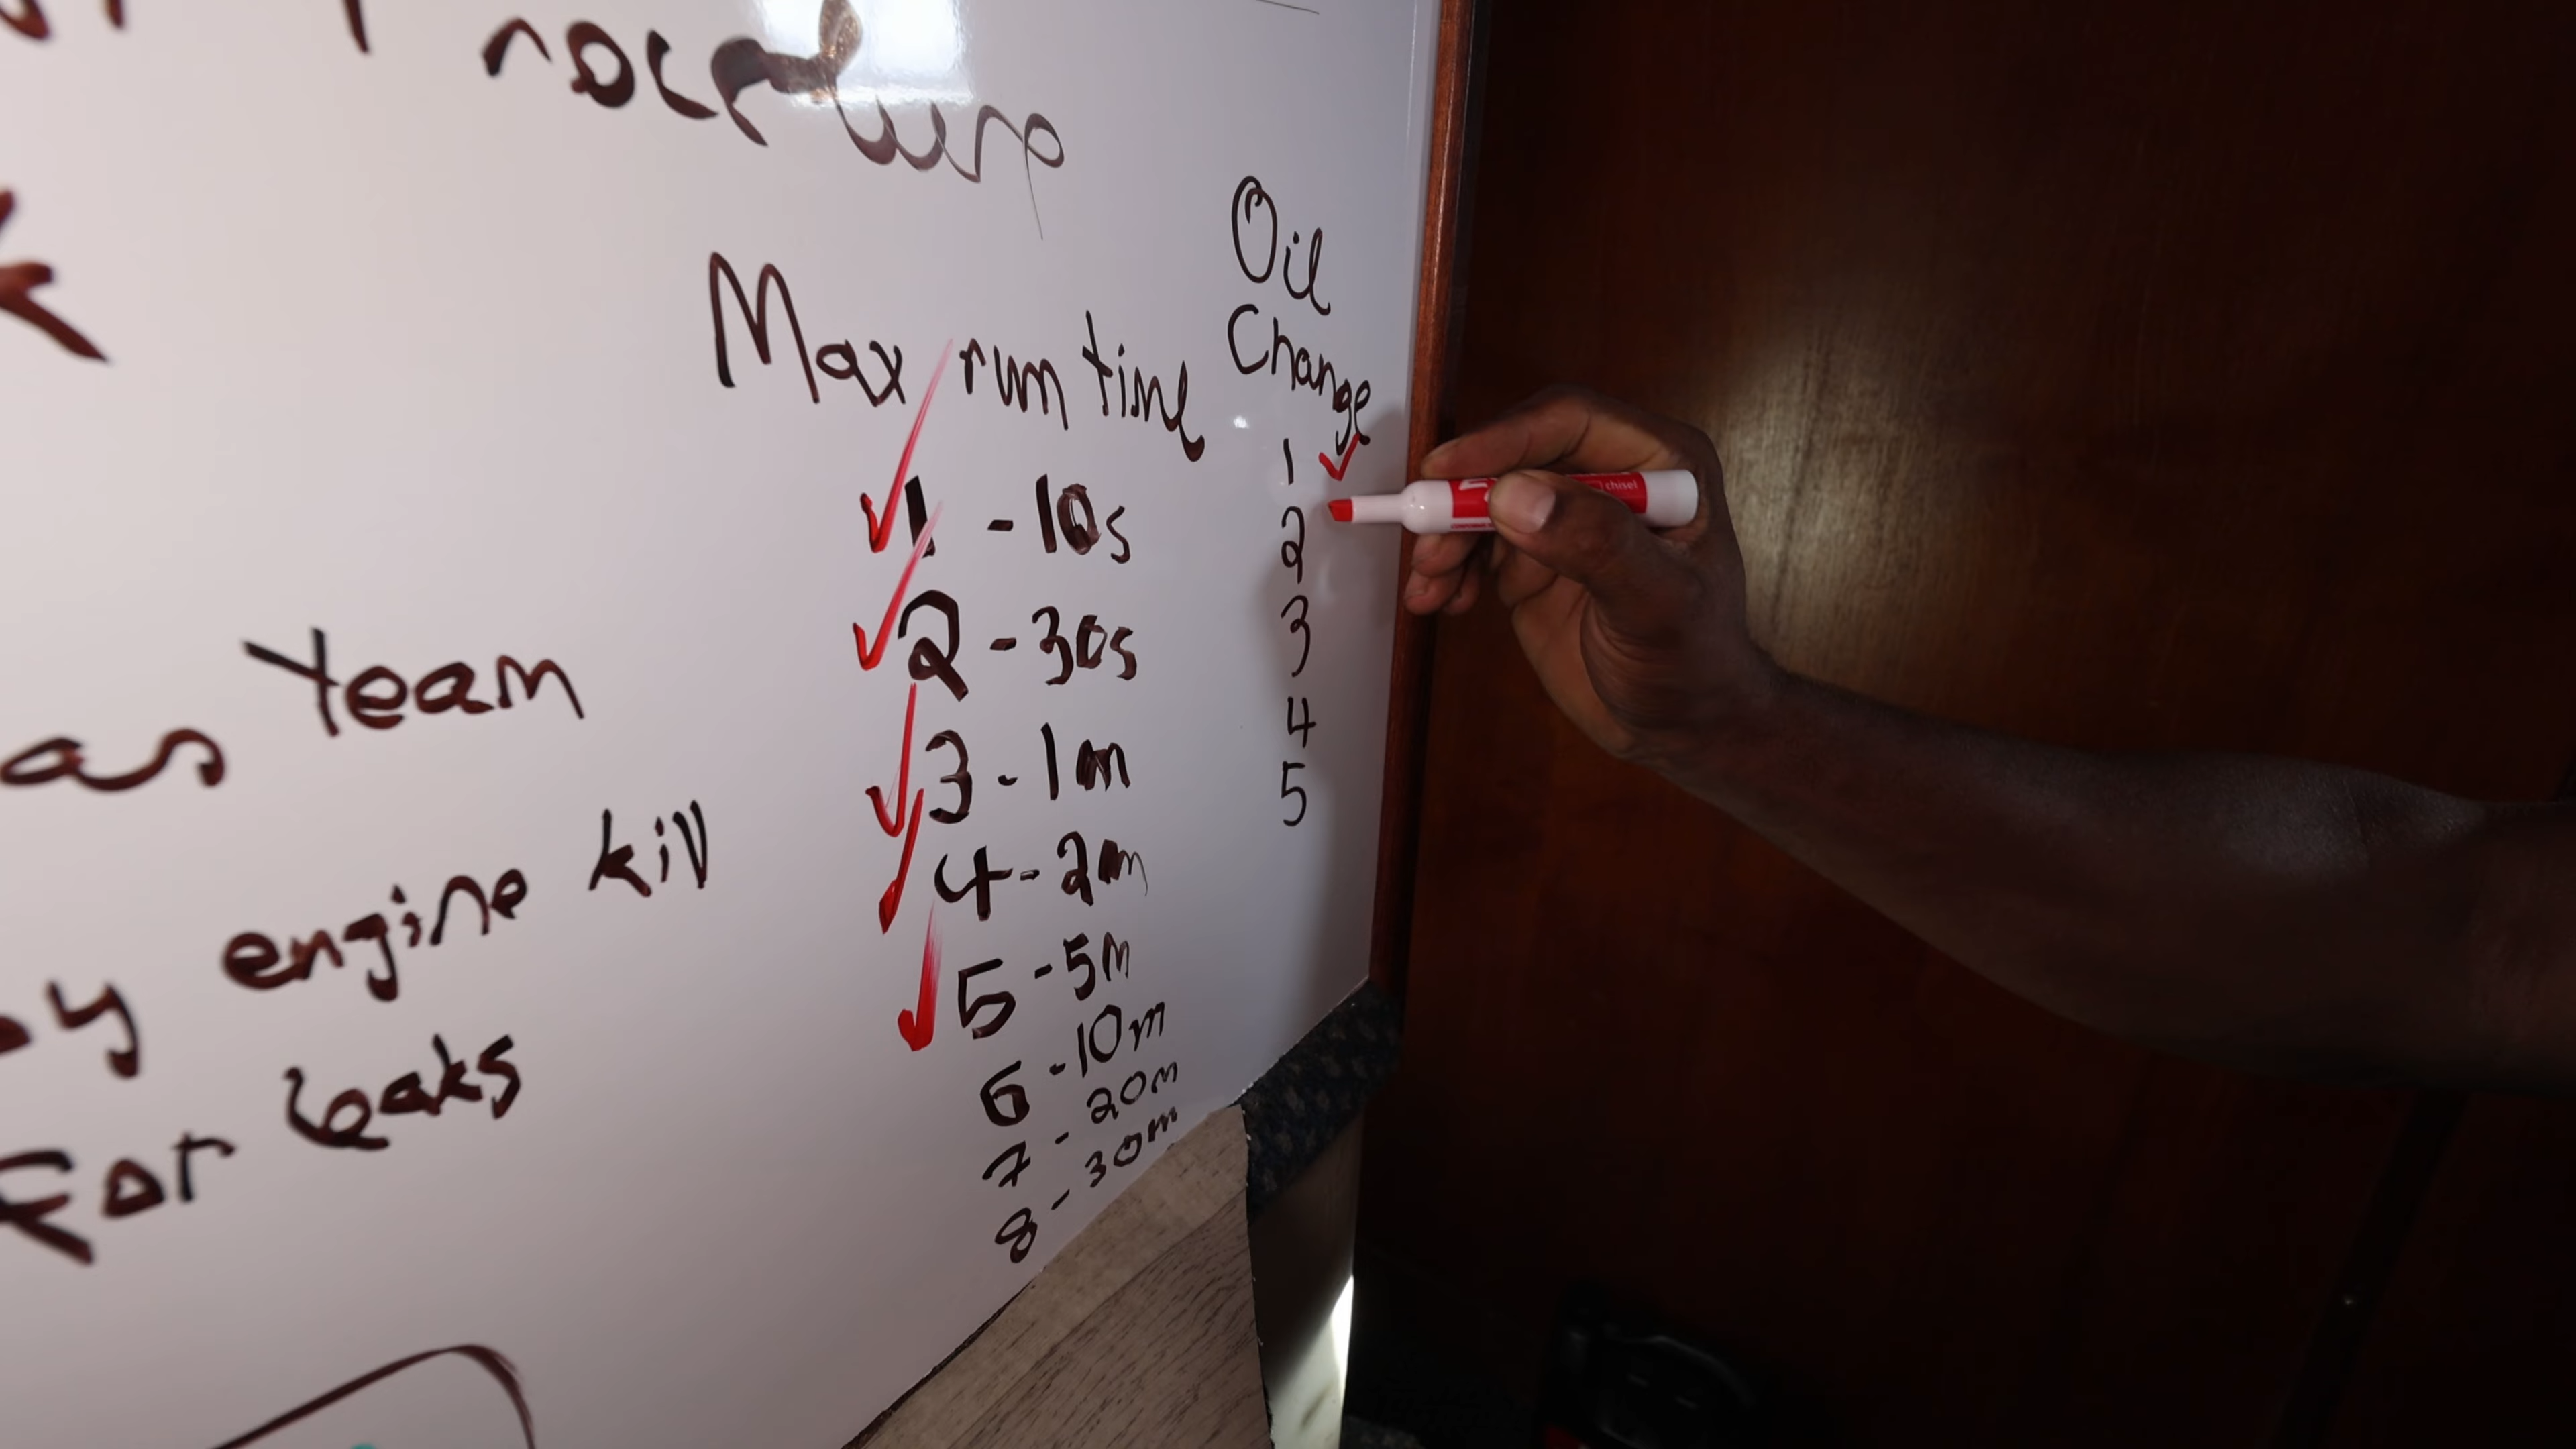 Max run time
1 - 10s
2 - 30s
3 - 1m
4 - 2m
5 - 5m
6 - 10m
7 - 20m
8 - 30m
Oil
Change
1
2
3
4
5
as team
engine kill
for leaks
chisel